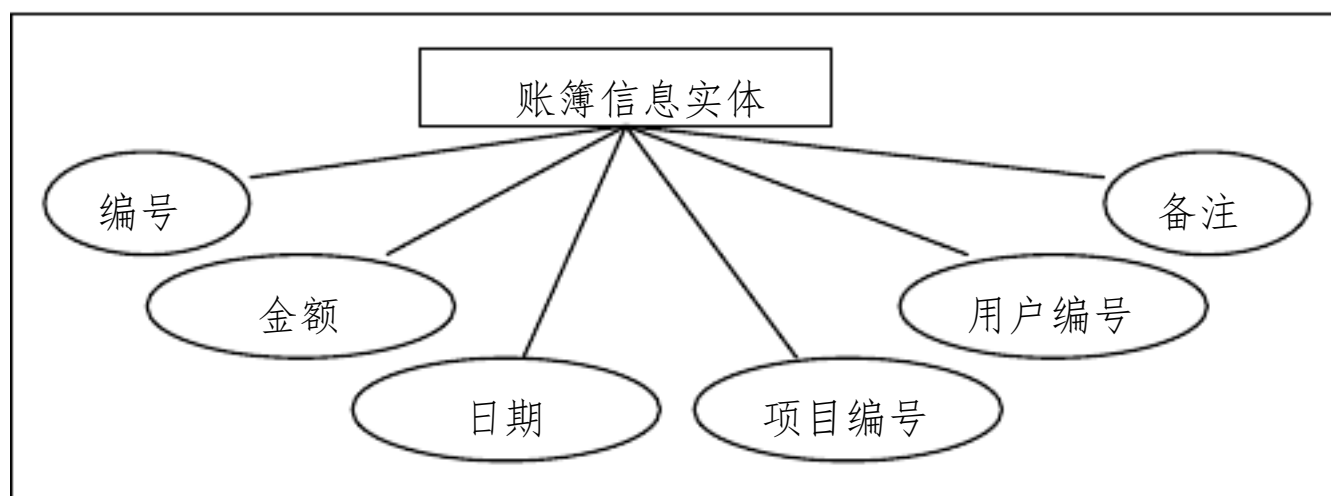 账簿信息实体
编号
备注
金额
用户编号
日期
项目编号